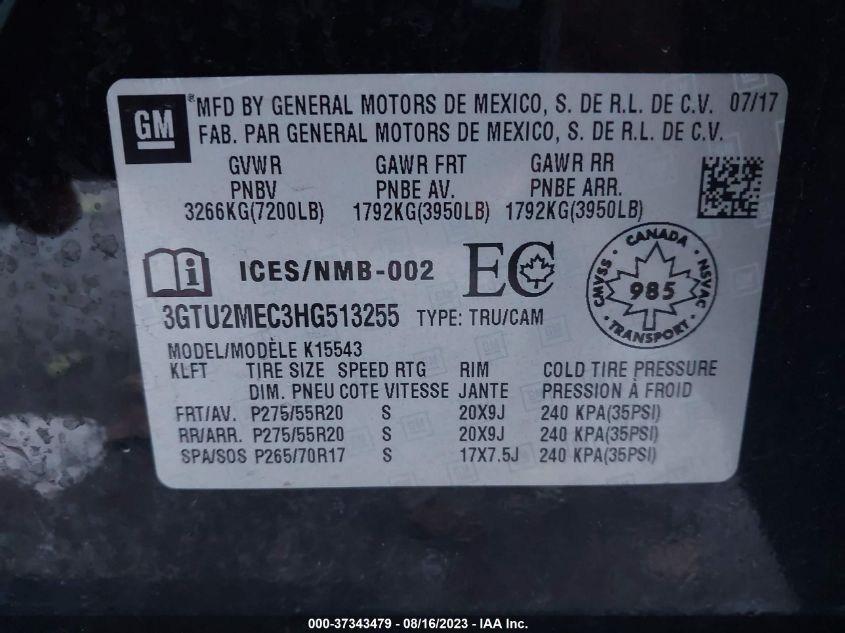 GM ® MFD BY GENERAL MOTORS DE MEXICO, S. DE R.L. DE C.V. 07/17
FAB. PAR GENERAL MOTORS DE MEXICO, S. DE R.L. DE C.V.
GVWR GAWR FRT GAWR RR
PNBV PNBE AV. PNBE ARR.
3266KG(7200LB) 1792KG(3950LB) 1792KG(3950LB)
i ICES/NMB-002 EC
CANADA
CMVSS 985 NSVAC
TRANSPORT
3GTU2MEC3HG513255 TYPE: TRU/CAM
MODEL/MODÈLE K15543
KLFT TIRE SIZE SPEED RTG RIM COLD TIRE PRESSURE
DIM. PNEU COTE VITESSE JANTE PRESSION À FROID
FRT/AV. P275/55R20 S 20X9J 240 KPA(35PSI)
RR/ARR. P275/55R20 S 20X9J 240 KPA(35PSI)
SPA/SOS P265/70R17 S 17X7.5J 240 KPA(35PSI)
000-37343479 - 08/16/2023 - IAA Inc.